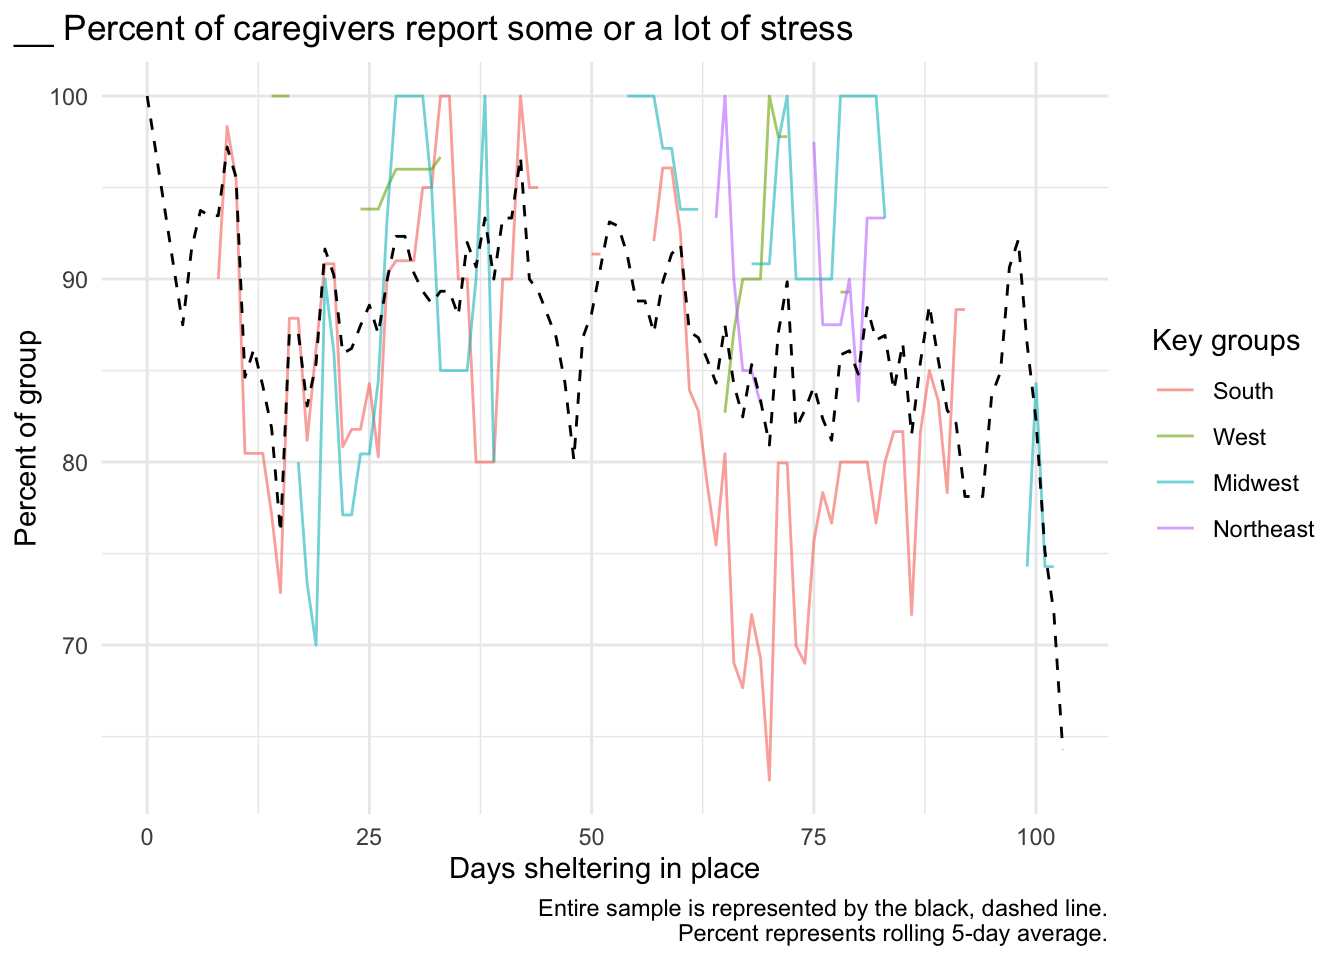 __ Percent of caregivers report some or a lot of stress
100
90
80
70
Percent of group
0 25 50 75 100
Days sheltering in place
Key groups
South
West
Midwest
Northeast
Entire sample is represented by the black, dashed line.
Percent represents rolling 5-day average.